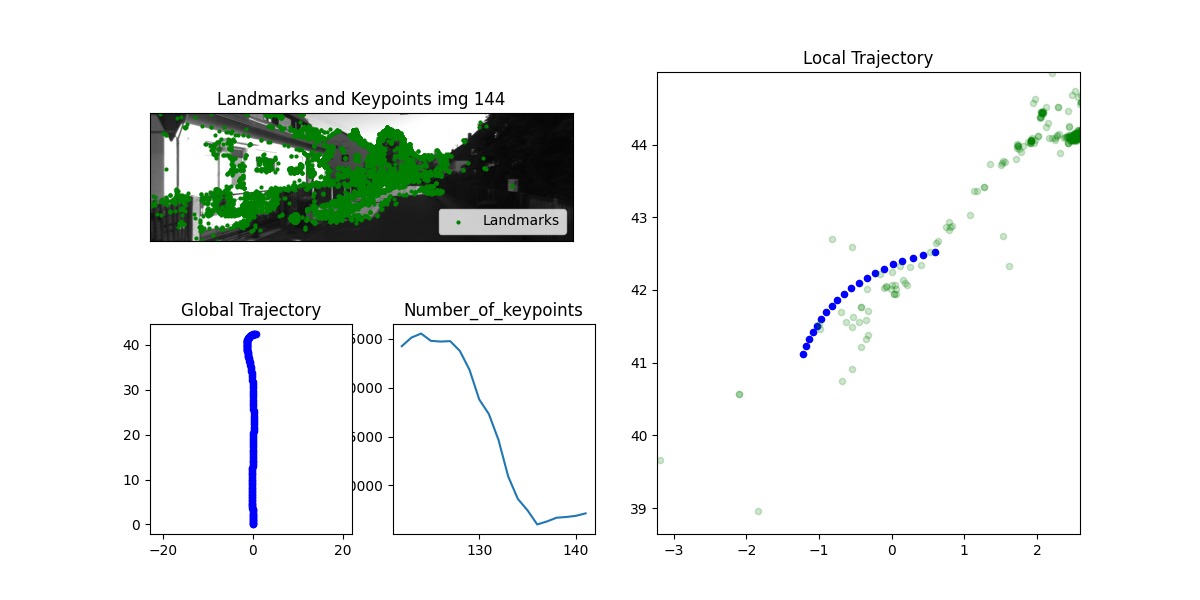 Landmarks and Keypoints img 144
Landmarks
Global Trajectory
40
30
20
10
0
−20 0 20
Number_of_keypoints
130 140
Local Trajectory
44
43
42
41
40
39
−3 −2 −1 0 1 2